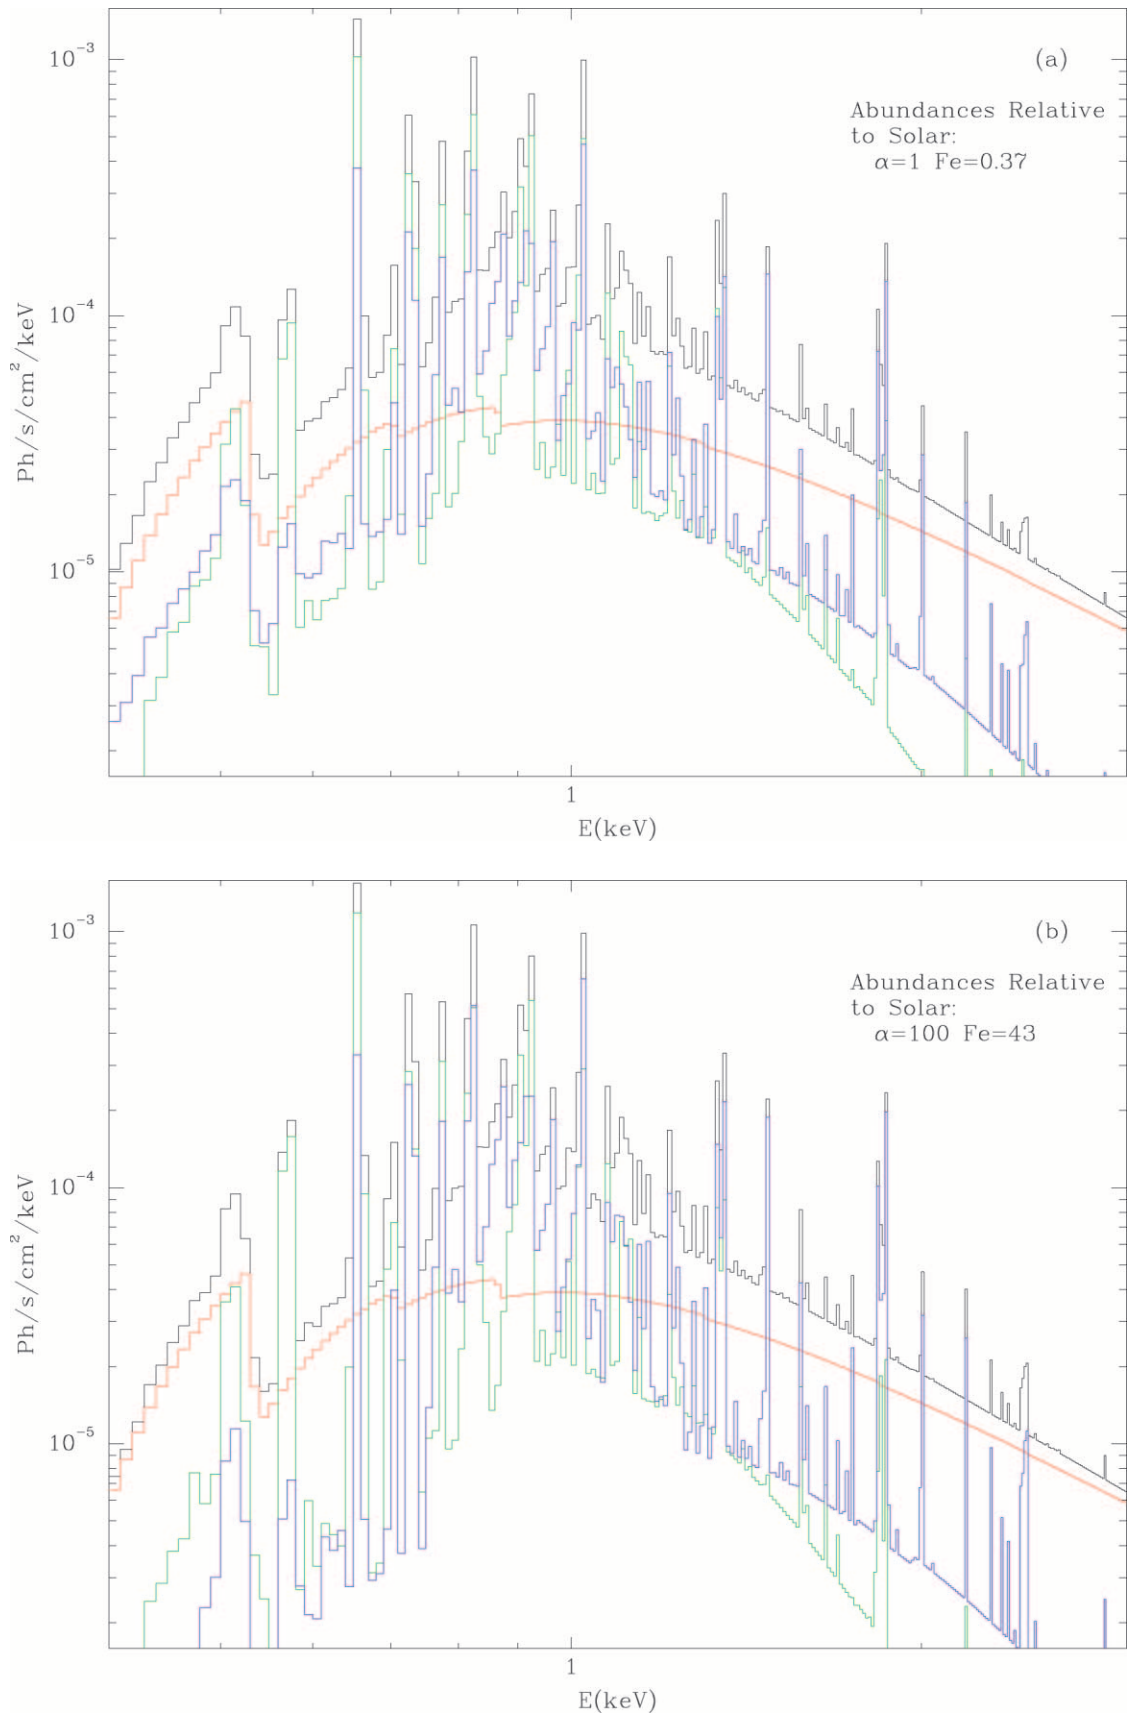 (a)
10⁻³
Abundances Relative
to Solar:
α=1 Fe=0.37
10⁻⁴
10⁻⁵
Ph/s/cm²/keV
1
E(keV)
(b)
10⁻³
Abundances Relative
to Solar:
α=100 Fe=43
10⁻⁴
10⁻⁵
Ph/s/cm²/keV
1
E(keV)